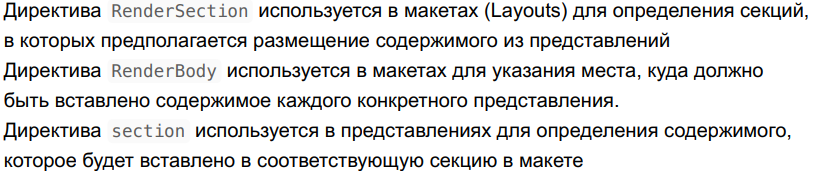 Директива RenderSection используется в макетах (Layouts) для определения секций,
в которых предполагается размещение содержимого из представлений
Директива RenderBody используется в макетах для указания места, куда должно
быть вставлено содержимое каждого конкретного представления.
Директива section используется в представлениях для определения содержимого,
которое будет вставлено в соответствующую секцию в макете